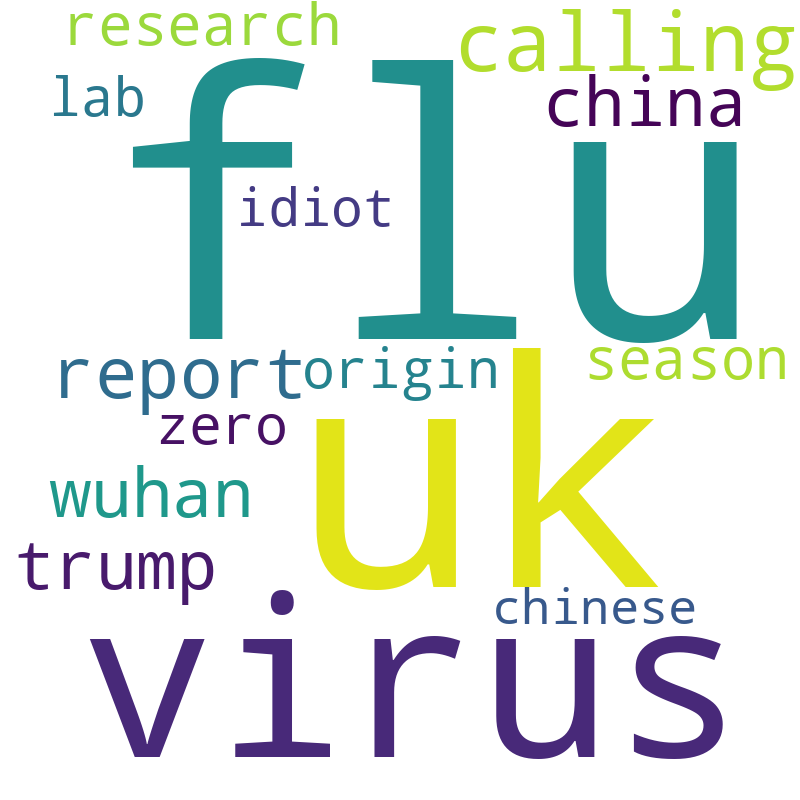 research
calling
lab
china
flu
idiot
report
origin
season
zero
uk
wuhan
trump
chinese
virus